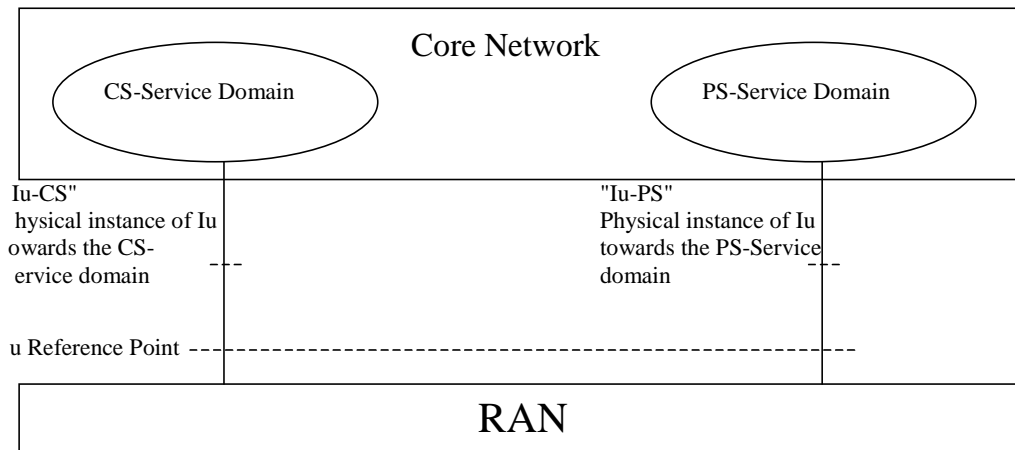 Core Network
CS-Service Domain
PS-Service Domain
Iu-CS"
hysical instance of Iu
owards the CS-
ervice domain
"Iu-PS"
Physical instance of Iu
towards the PS-Service
domain
u Reference Point
RAN